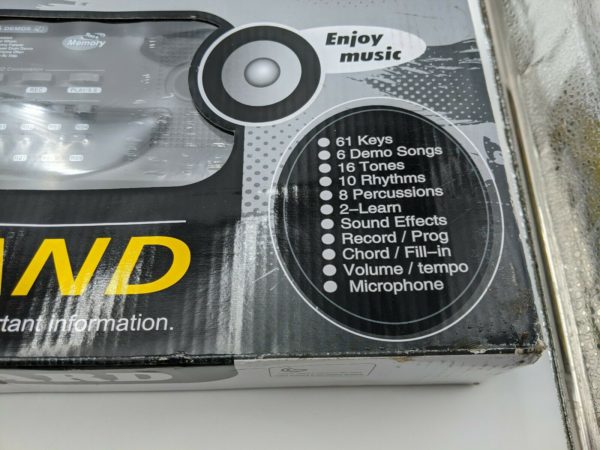 DEMOS
Memory
REC
Enjoy
music
61 Keys
6 Demo Songs
16 Tones
10 Rhythms
8 Percussions
2-Learn
Sound Effects
Record / Prog
Chord / Fill-in
Volume / tempo
Microphone
AND
rtant information.